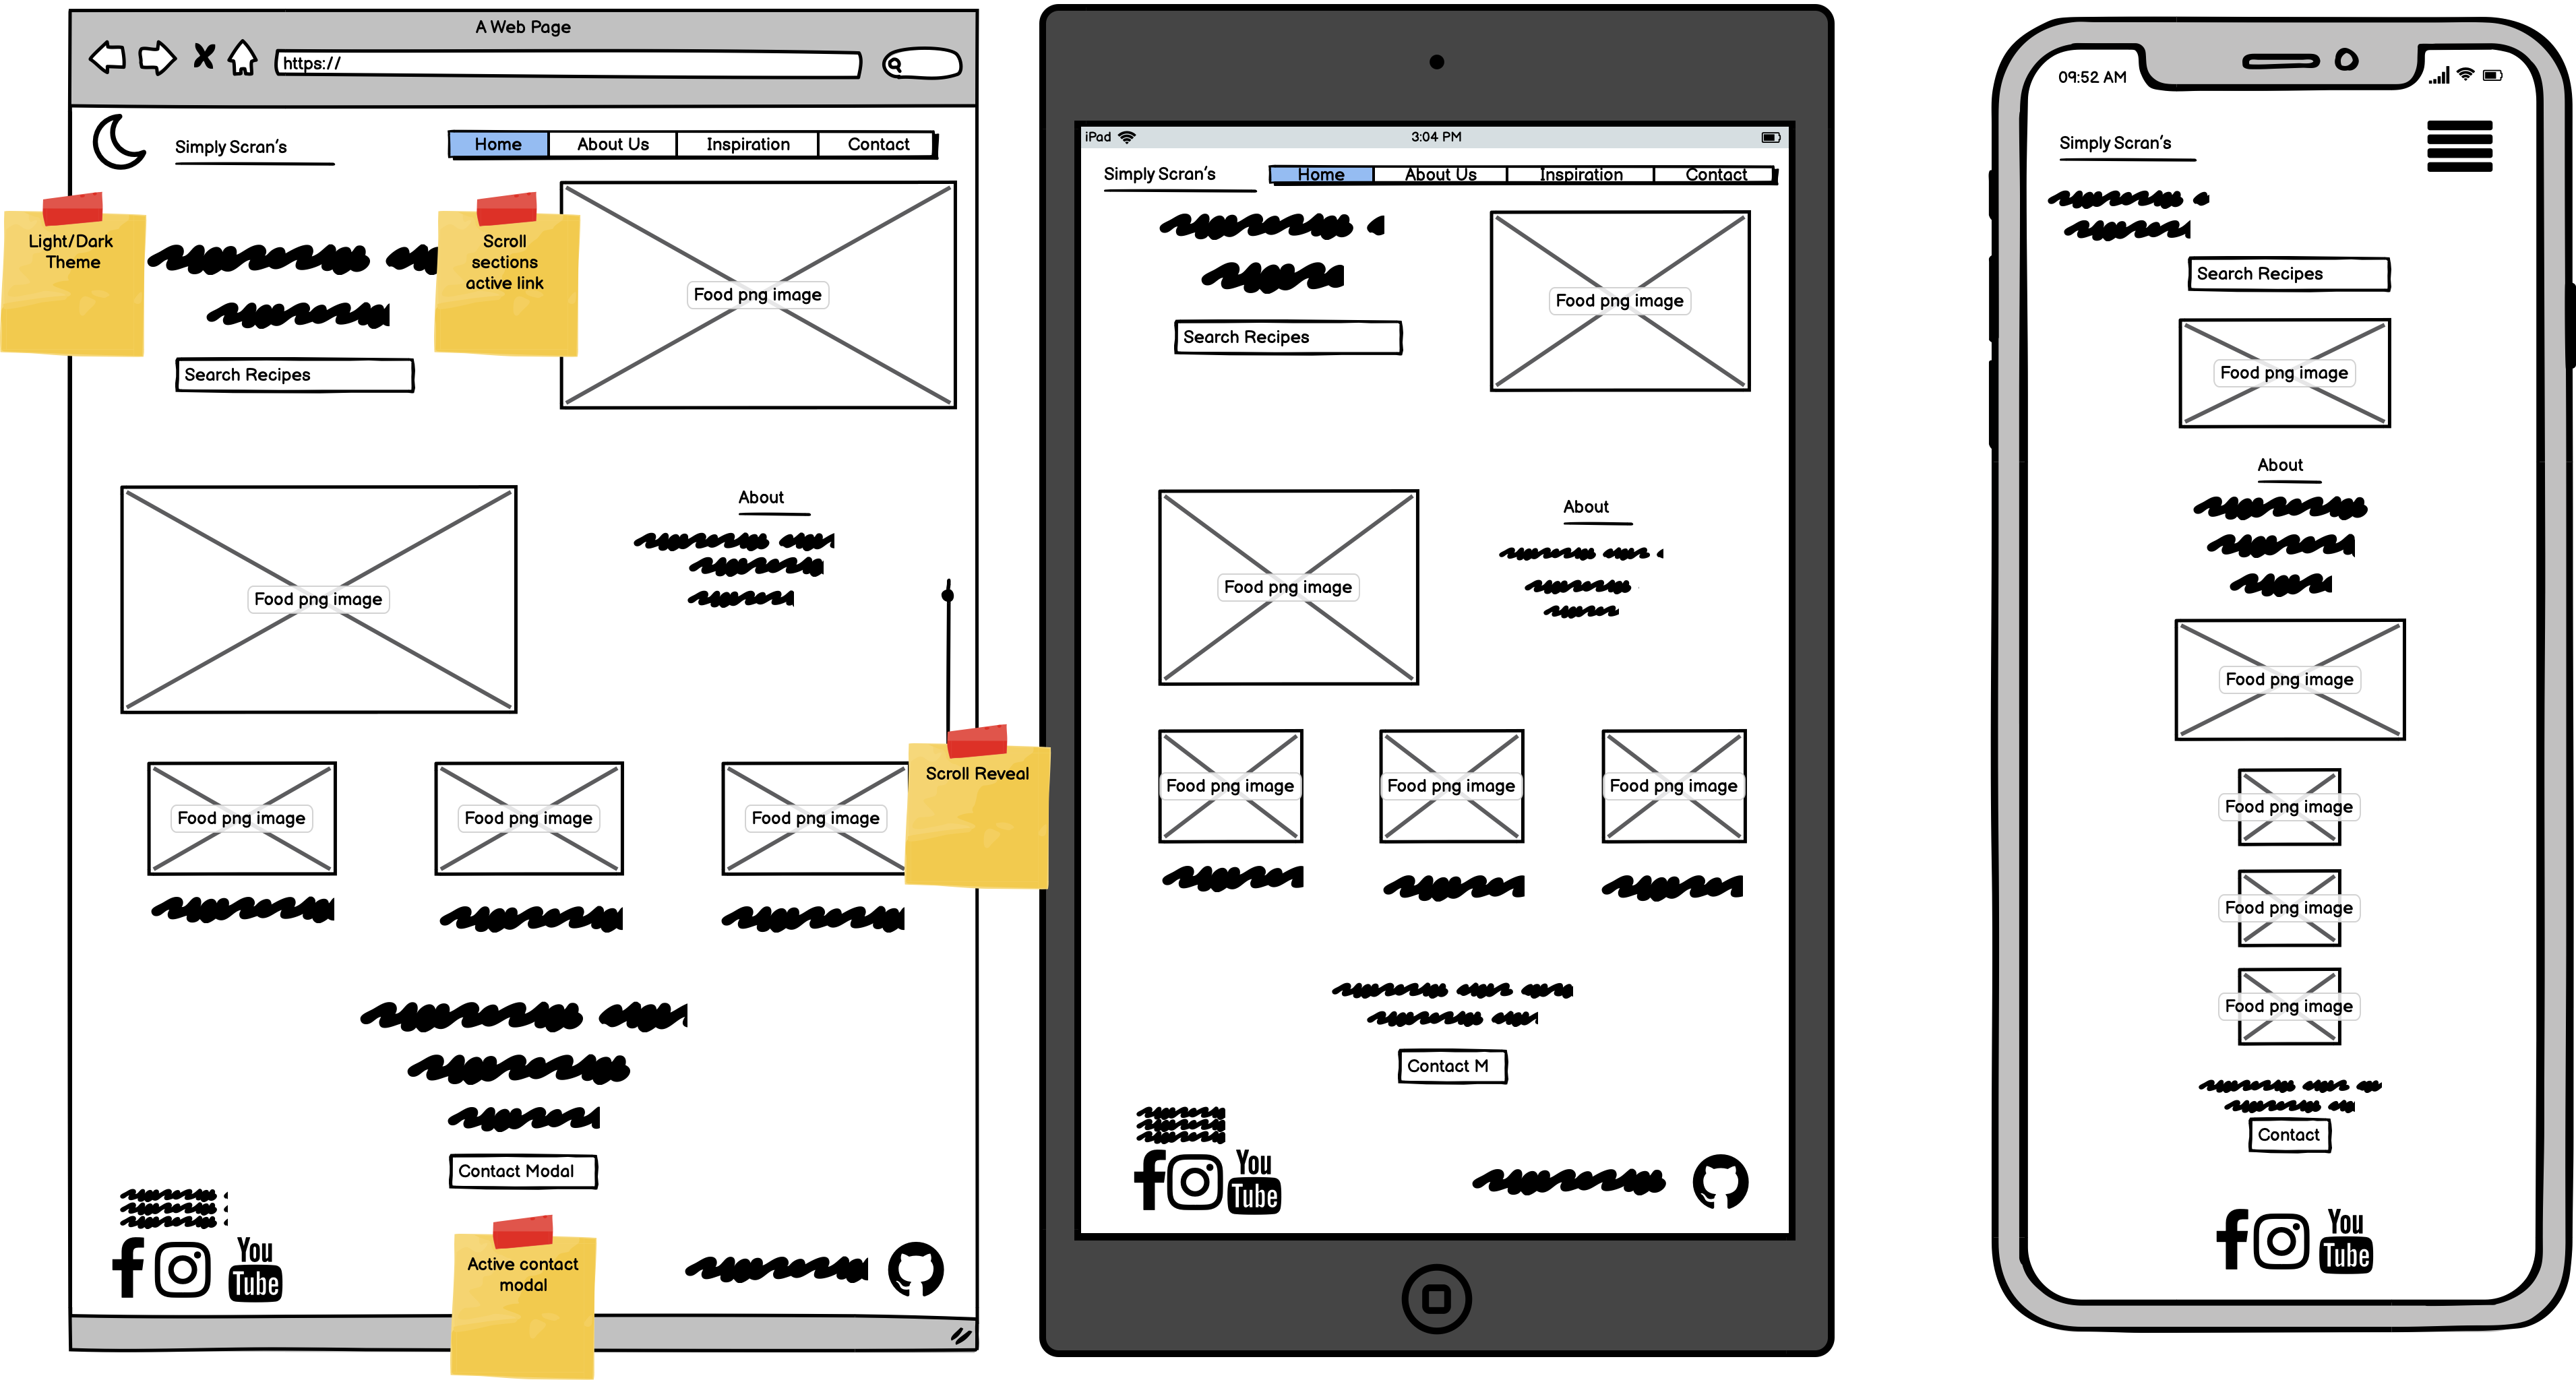 A Web Page
https://
Simply Scran's
Home
About Us
Inspiration
Contact
Light/Dark
Theme
Scroll
sections
active link
Food png image
Search Recipes
Food png image
About
Scroll Reveal
Food png image
Food png image
Food png image
Contact Modal
You
Tube
Active contact
modal
iPad
3:04 PM
Simply Scran's
Home
About Us
Inspiration
Contact
Food png image
Search Recipes
Food png image
About
Food png image
Food png image
Food png image
Contact M
You
Tube
09:52 AM
Simply Scran's
Search Recipes
Food png image
About
Food png image
Food png image
Food png image
Food png image
Contact
You
Tube